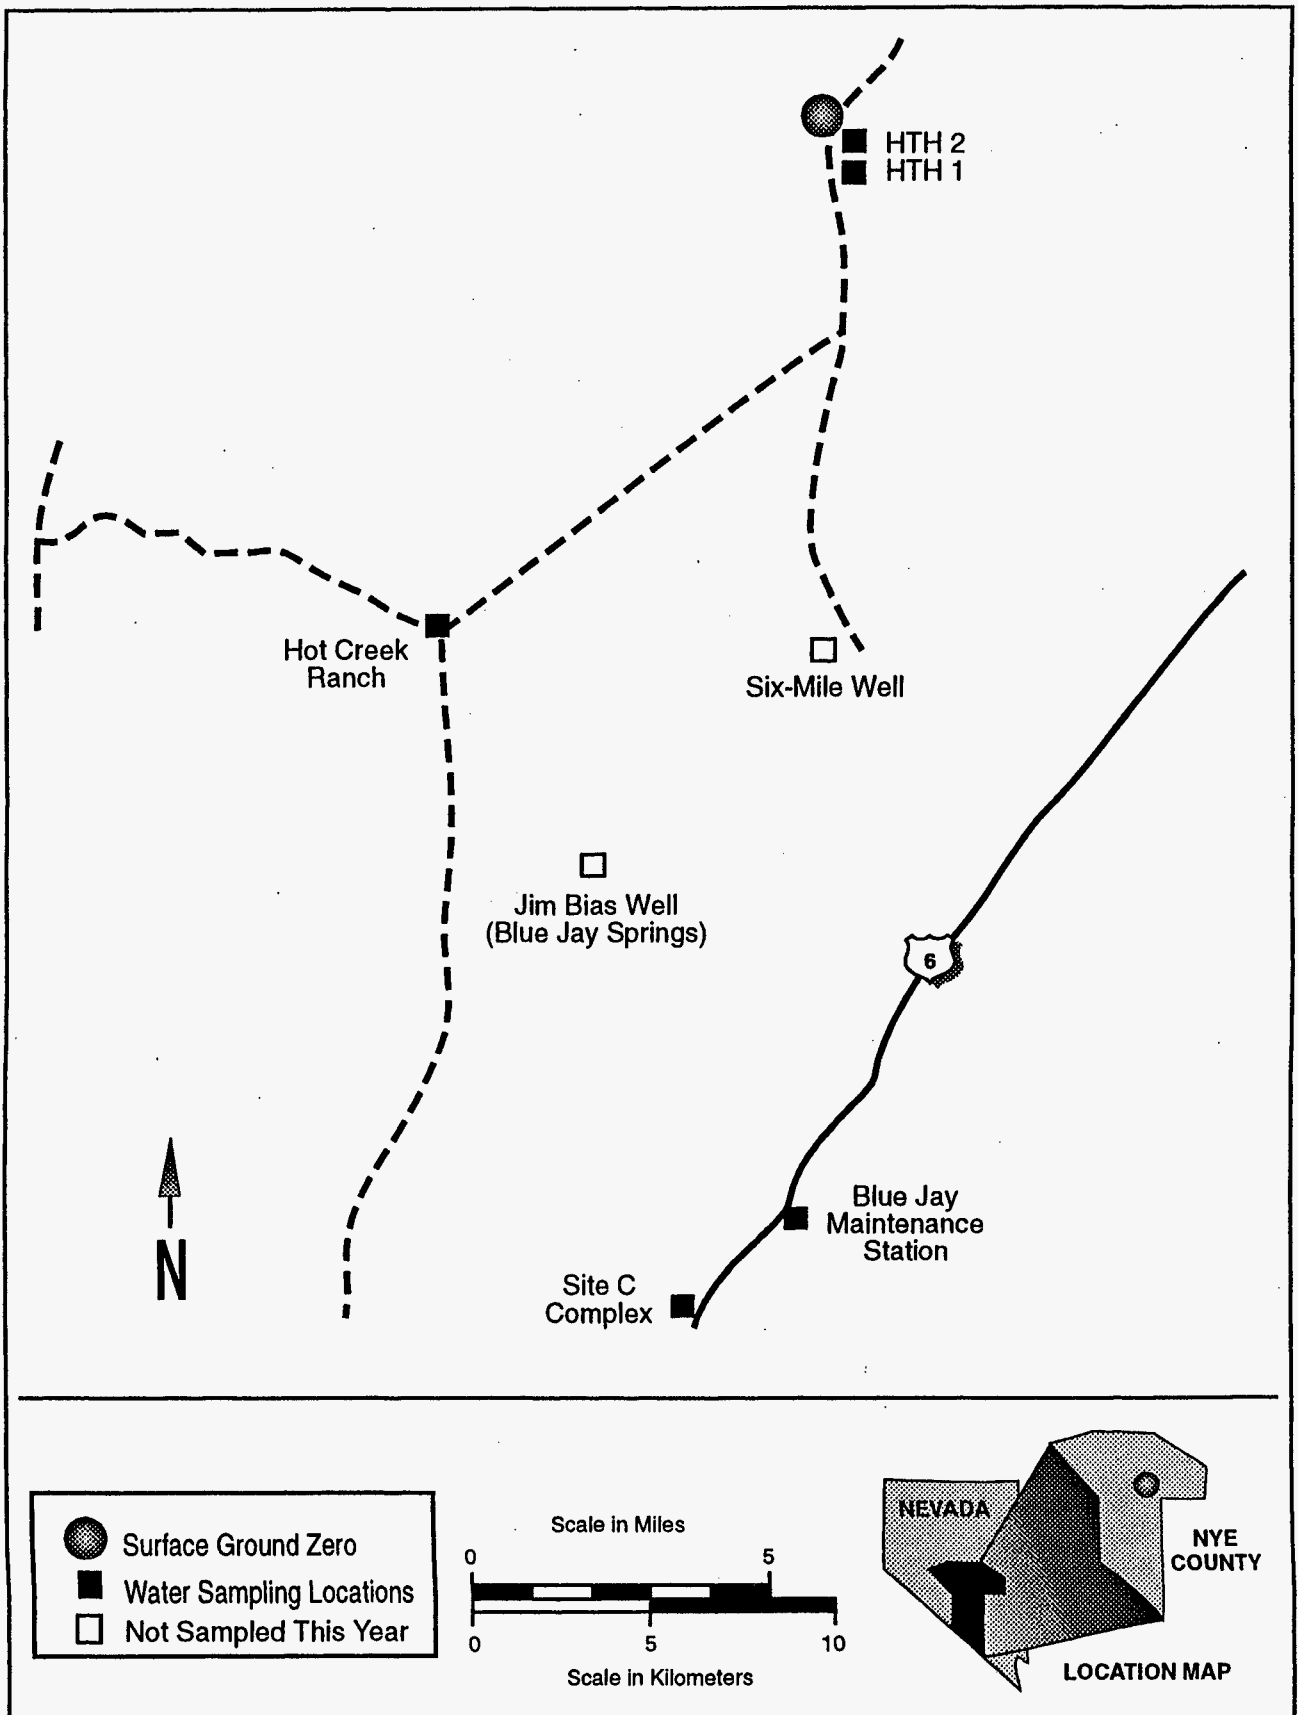 HTH 2
HTH 1
Hot Creek
Ranch
Six-Mile Well
Jim Bias Well
(Blue Jay Springs)
6
Blue Jay
Maintenance
Station
Site C
Complex
N
Surface Ground Zero
Water Sampling Locations
Not Sampled This Year
Scale in Miles
0 5
0 5 10
Scale in Kilometers
NEVADA
NYE
COUNTY
LOCATION MAP